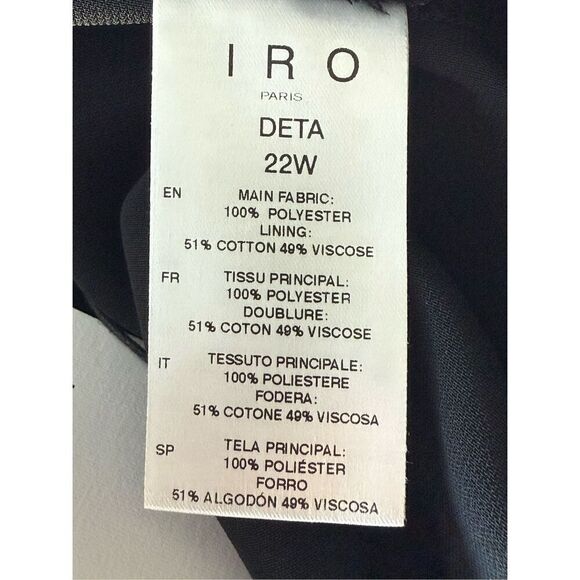 IRO
PARIS
DETA
22W
EN MAIN FABRIC:
100% POLYESTER
LINING:
51% COTTON 49% VISCOSE
FR TISSU PRINCIPAL:
100% POLYESTER
DOUBLURE:
51% COTON 49% VISCOSE
IT TESSUTO PRINCIPALE:
100% POLIESTERE
FODERA:
51% COTONE 49% VISCOSA
SP TELA PRINCIPAL:
100% POLIÉSTER
FORRO
51% ALGODÓN 49% VISCOSA